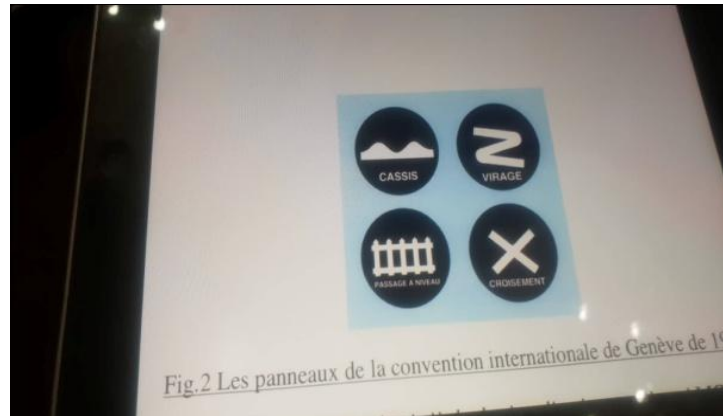 CASSIS
VIRAGE
PASSAGE A NIVEAU
CROISEMENT
Fig.2 Les panneaux de la convention internationale de Genève de